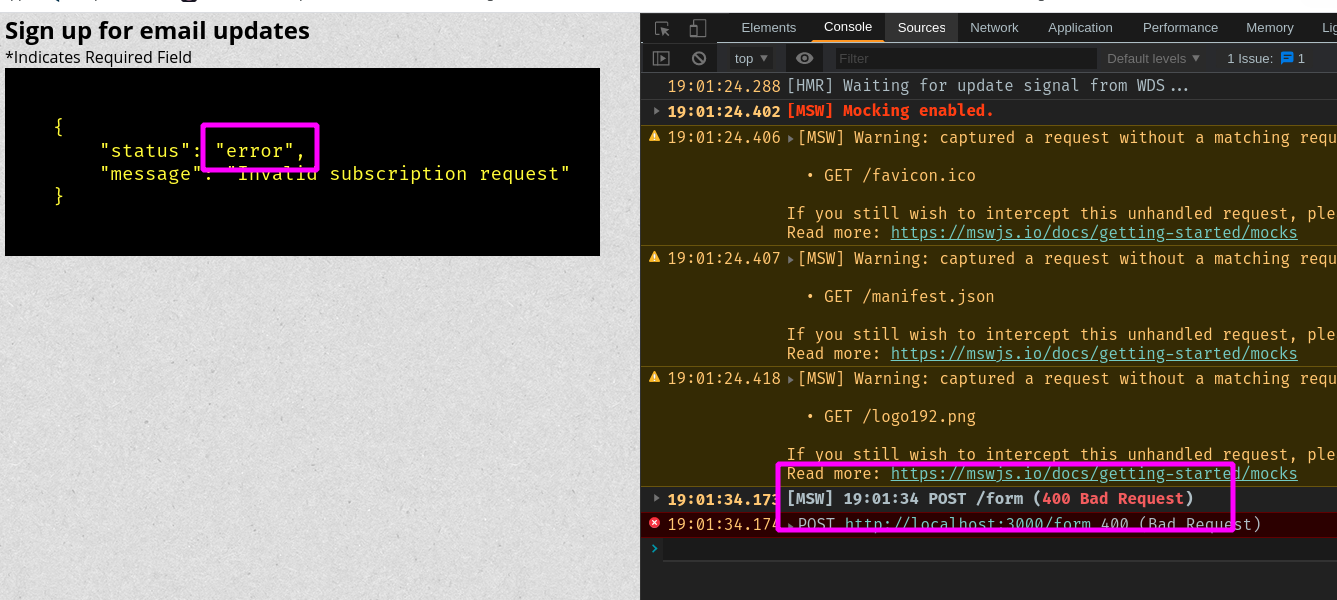 Sign up for email updates
*Indicates Required Field
{
"status": "error",
"message": "Invalid subscription request"
}
Elements Console Sources Network Application Performance Memory
top ▼ Filter Default levels ▼ 1 Issue: 1
19:01:24.288 [HMR] Waiting for update signal from WDS...
19:01:24.402 [MSW] Mocking enabled.
19:01:24.406 [MSW] Warning: captured a request without a matching requ
• GET /favicon.ico
If you still wish to intercept this unhandled request, ple
Read more: https://mswjs.io/docs/getting-started/mocks
19:01:24.407 [MSW] Warning: captured a request without a matching requ
• GET /manifest.json
If you still wish to intercept this unhandled request, ple
Read more: https://mswjs.io/docs/getting-started/mocks
19:01:24.418 [MSW] Warning: captured a request without a matching requ
• GET /logo192.png
If you still wish to intercept this unhandled request, ple
Read more: https://mswjs.io/docs/getting-started/mocks
19:01:34.173 [MSW] 19:01:34 POST /form (400 Bad Request)
19:01:34.174 POST http://localhost:3000/form 400 (Bad Request)